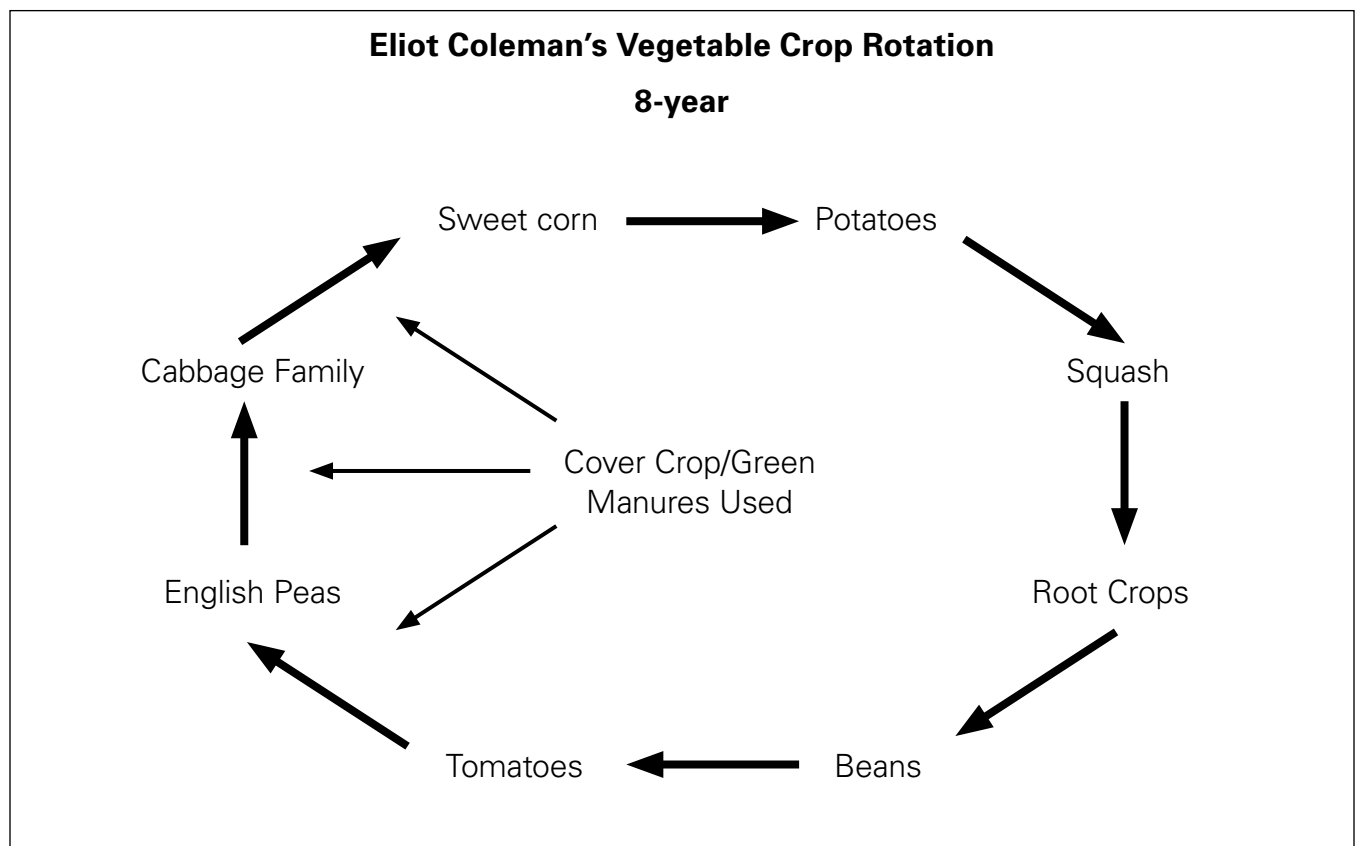 Eliot Coleman’s Vegetable Crop Rotation
8-year
Sweet corn
Potatoes
Cabbage Family
Squash
Cover Crop/Green
Manures Used
English Peas
Root Crops
Tomatoes
Beans